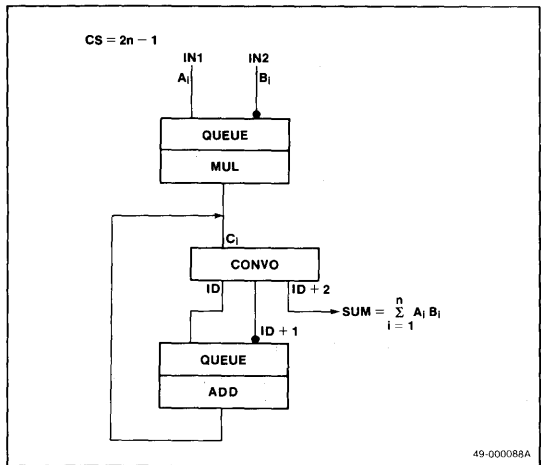 CS = 2n − 1
IN1 IN2
Ai Bi
QUEUE
MUL
Ci
CONVO
ID ID + 2
n
SUM = Σ Ai Bi
i = 1
ID + 1
QUEUE
ADD
49-000088A